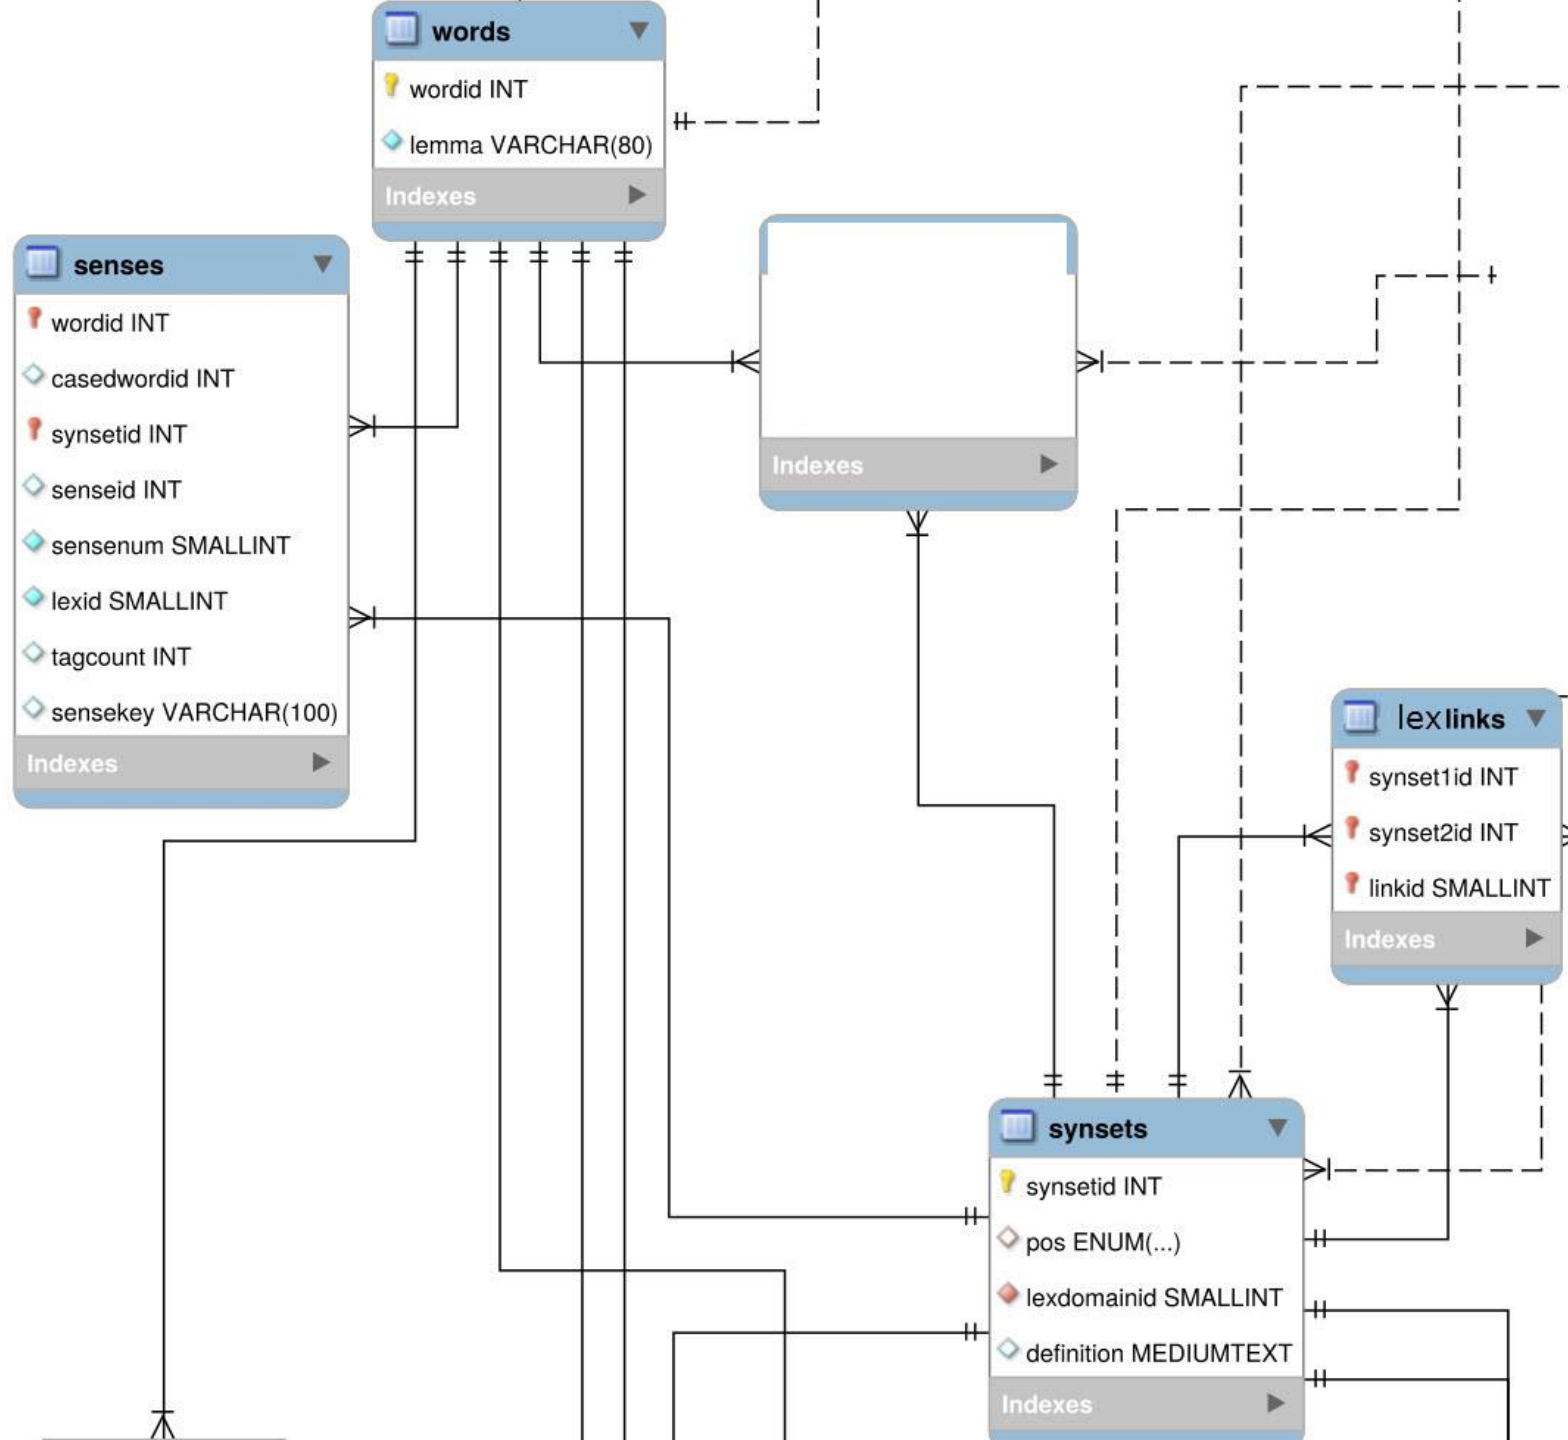 words
wordid INT
lemma VARCHAR(80)
Indexes
senses
wordid INT
casedwordid INT
synsetid INT
senseid INT
sensenum SMALLINT
lexid SMALLINT
tagcount INT
sensekey VARCHAR(100)
Indexes
Indexes
lexlinks
synset1id INT
synset2id INT
linkid SMALLINT
Indexes
synsets
synsetid INT
pos ENUM(...)
lexdomainid SMALLINT
definition MEDIUMTEXT
Indexes